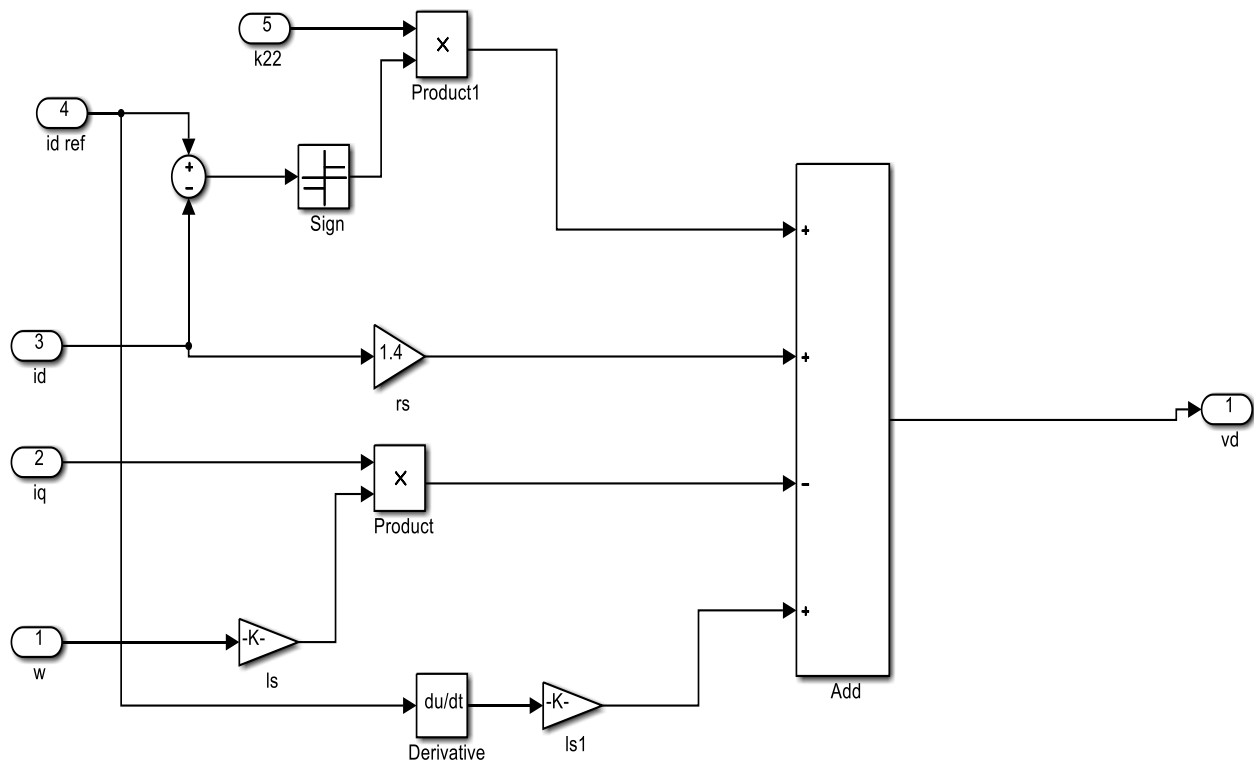 5
k22
×
Product1
4
id ref
+
−
Sign
+
3
id
1.4
rs
+
1
vd
2
iq
×
Product
-
1
w
-K-
ls
+
Add
du/dt
Derivative
-K-
ls1